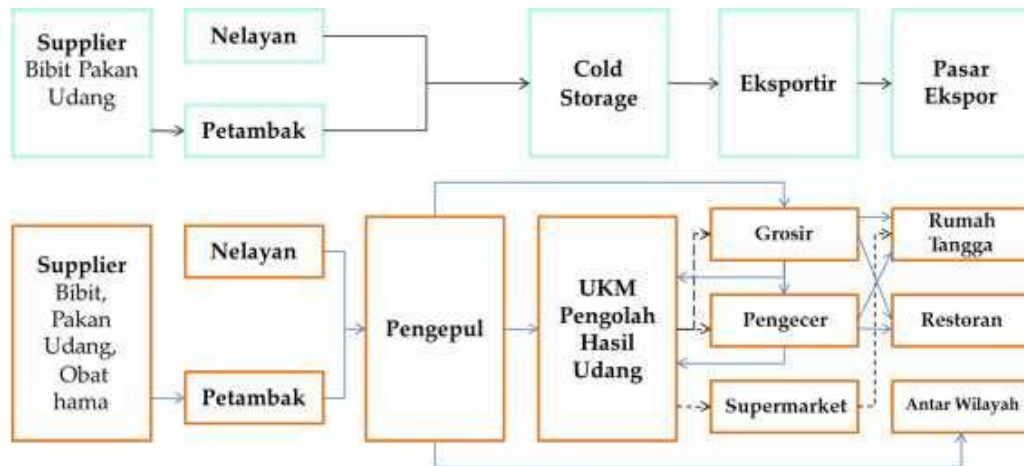 Supplier
Bibit Pakan
Udang
Nelayan
Petambak
Cold
Storage
Eksportir
Pasar
Ekspor
Supplier
Bibit,
Pakan
Udang,
Obat
hama
Nelayan
Petambak
Pengepul
UKM
Pengolah
Hasil
Udang
Grosir
Pengecer
Supermarket
Rumah
Tangga
Restoran
Antar Wilayah